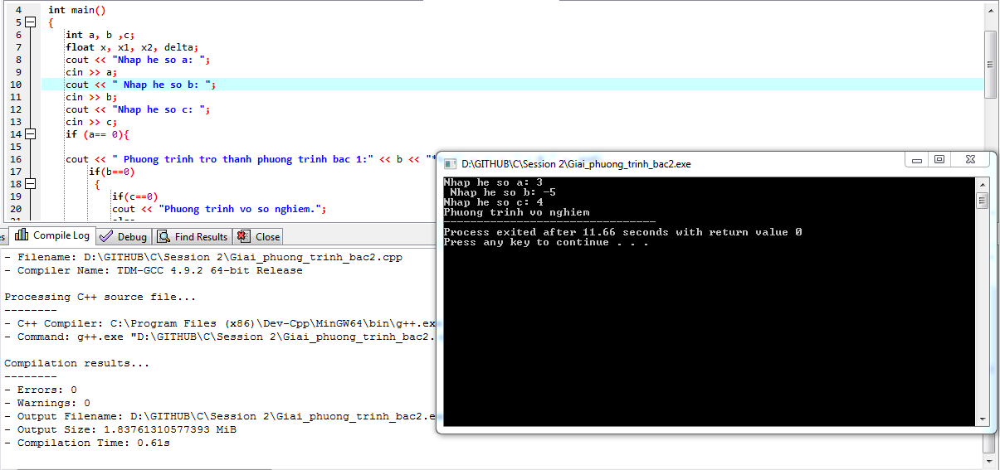 4 int main()
5 {
6 int a, b ,c;
7 float x, x1, x2, delta;
8 cout << "Nhap he so a: ";
9 cin >> a;
10 cout << " Nhap he so b: ";
11 cin >> b;
12 cout << "Nhap he so c: ";
13 cin >> c;
14 if (a== 0){
15
16 cout << " Phuong trinh tro thanh phuong trinh bac 1:" << b << "*
17 if(b==0)
18 {
19 if(c==0)
20 cout << "Phuong trinh vo so nghiem.";
Compile Log Debug Find Results Close
- Filename: D:\GITHUB\C\Session 2\Giai_phuong_trinh_bac2.cpp
- Compiler Name: TDM-GCC 4.9.2 64-bit Release
Processing C++ source file...
--------
- C++ Compiler: C:\Program Files (x86)\Dev-Cpp\MinGW64\bin\g++.ex
- Command: g++.exe "D:\GITHUB\C\Session 2\Giai_phuong_trinh_bac2.
Compilation results...
--------
- Errors: 0
- Warnings: 0
- Output Filename: D:\GITHUB\C\Session 2\Giai_phuong_trinh_bac2.e
- Output Size: 1.83761310577393 MiB
- Compilation Time: 0.61s
D:\GITHUB\C\Session 2\Giai_phuong_trinh_bac2.exe
Nhap he so a: 3
 Nhap he so b: -5
Nhap he so c: 4
Phuong trinh vo nghiem
--------------------------------
Process exited after 11.66 seconds with return value 0
Press any key to continue . . .